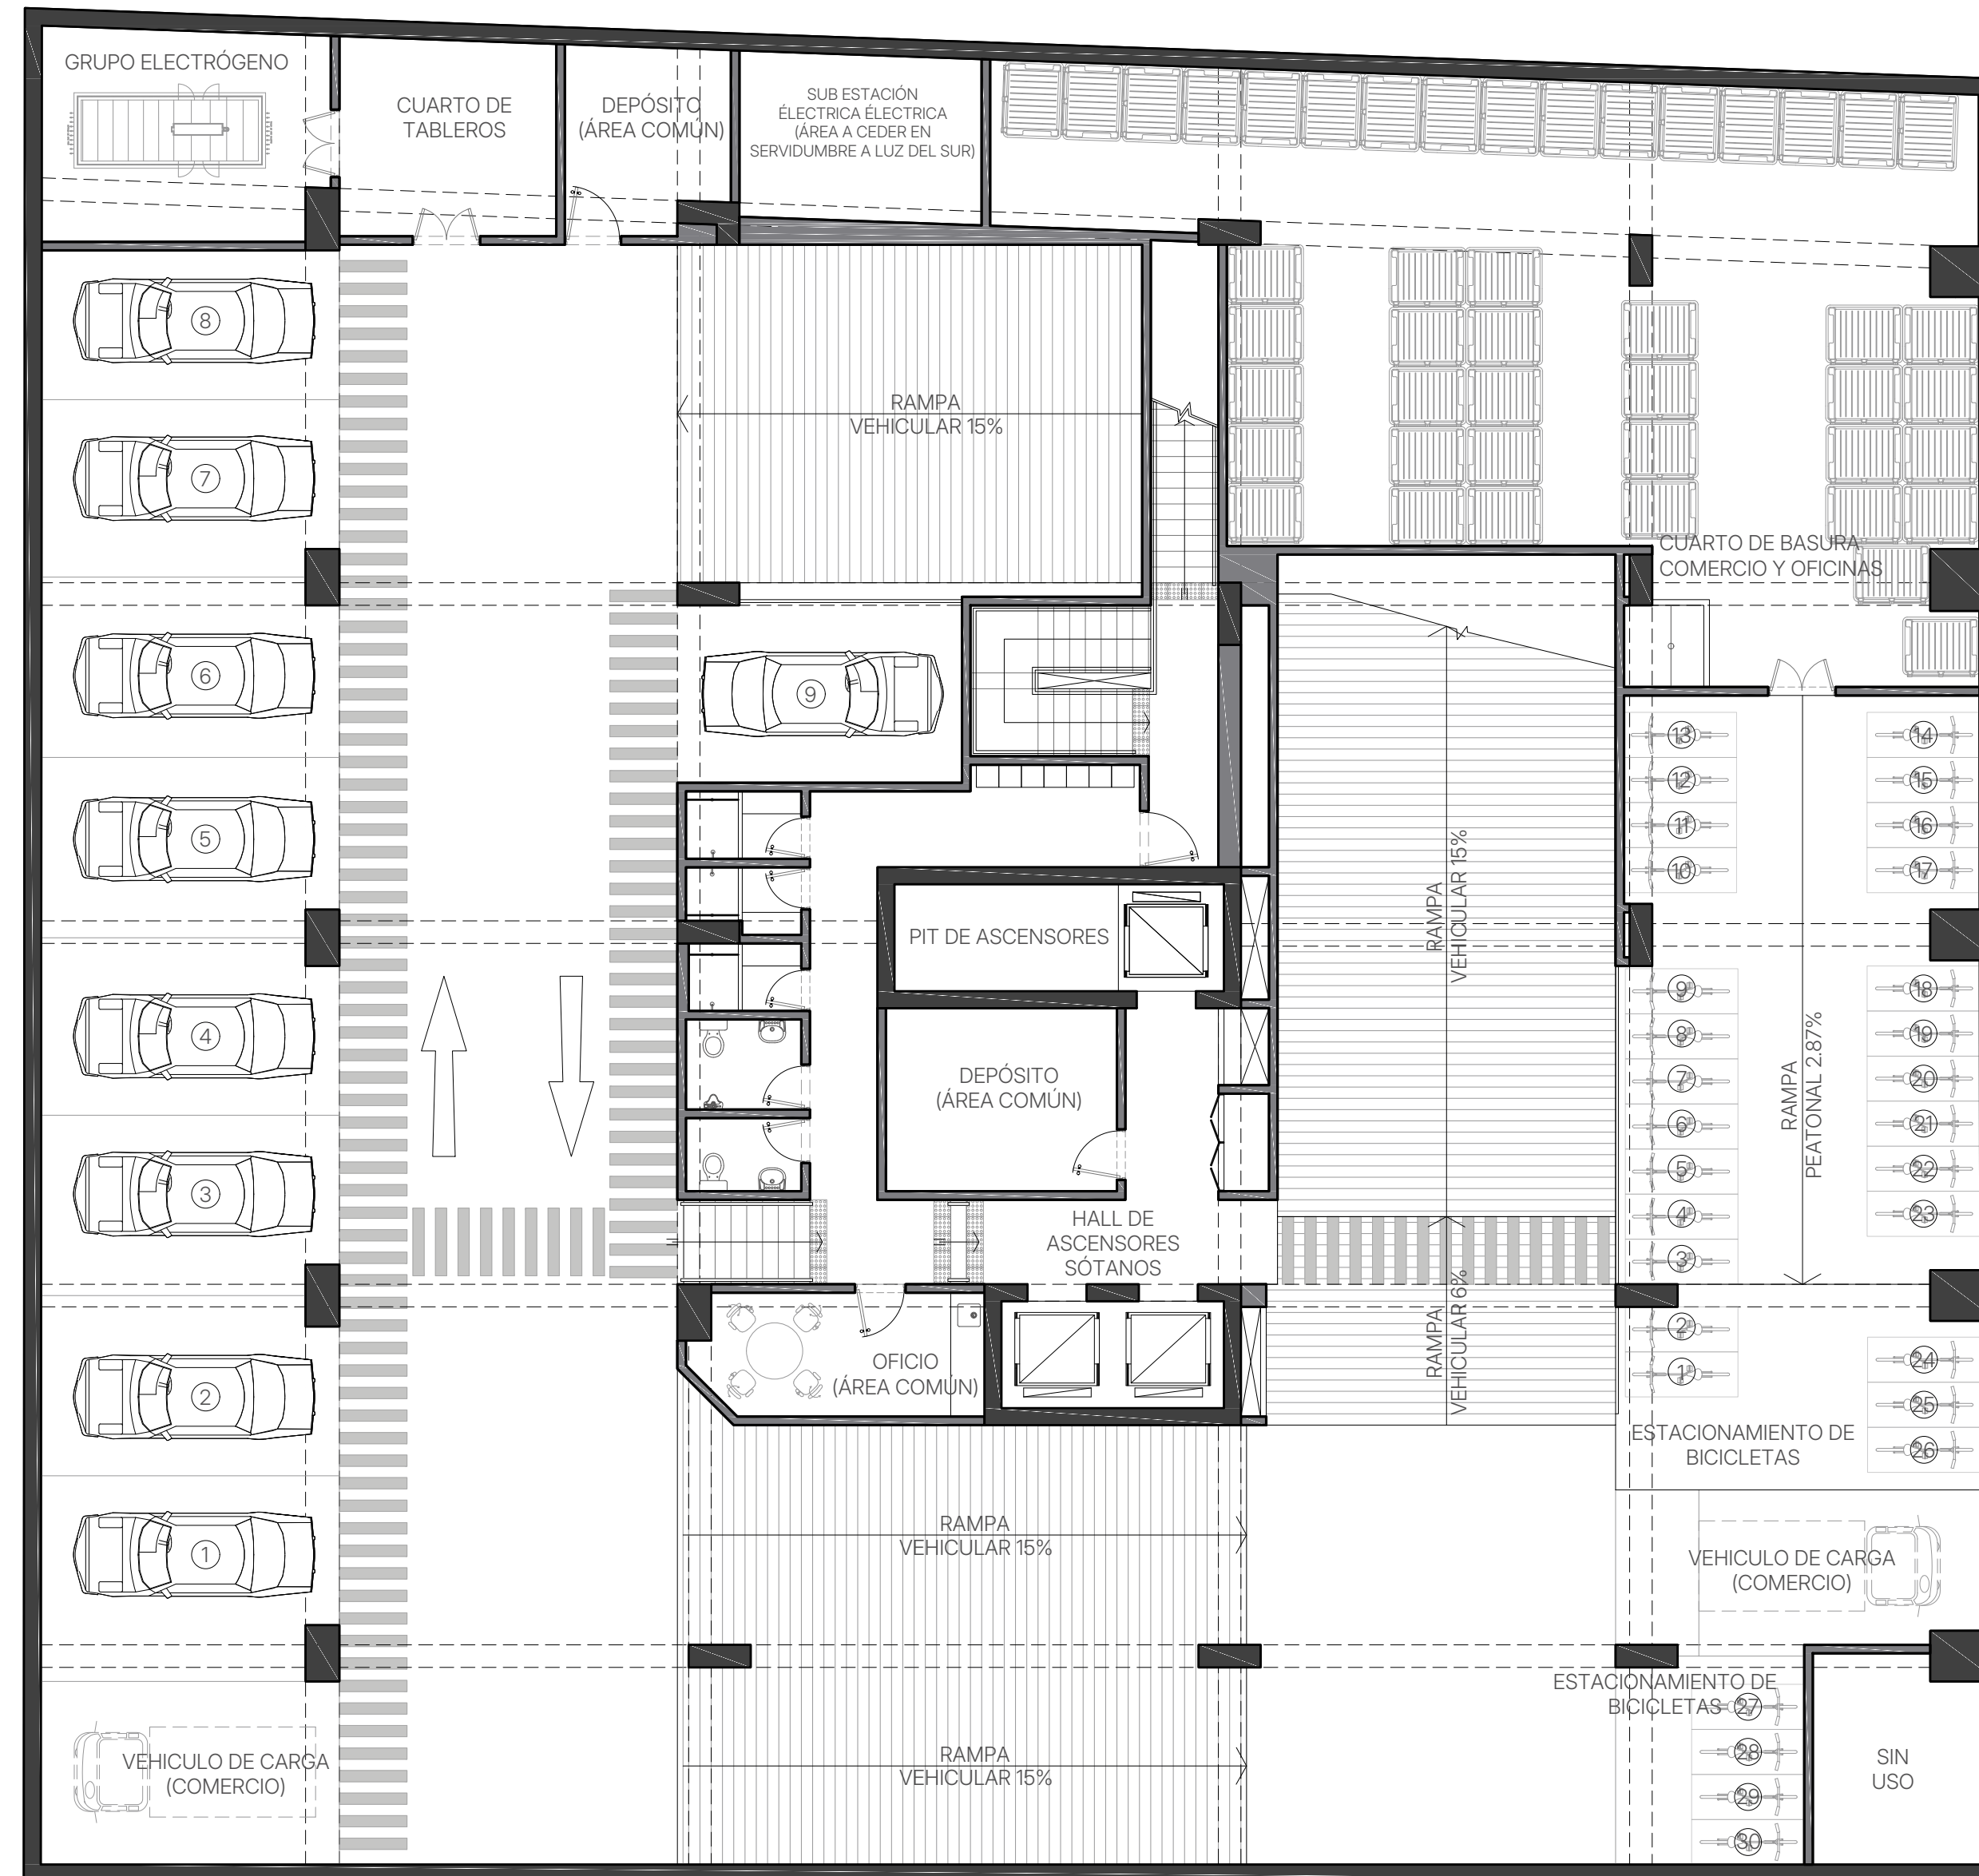 GRUPO ELECTRÓGENO
CUARTO DE
TABLEROS
DEPÓSITO
(ÁREA COMÚN)
SUB ESTACIÓN
ÉLECTRICA ÉLECTRICA
(ÁREA A CEDER EN
SERVIDUMBRE A LUZ DEL SUR)
8
7
6
5
4
3
2
1
VEHICULO DE CARGA
(COMERCIO)
RAMPA
VEHICULAR 15%
9
PIT DE ASCENSORES
DEPÓSITO
(ÁREA COMÚN)
HALL DE
ASCENSORES
SÓTANOS
OFICIO
(ÁREA COMÚN)
RAMPA
VEHICULAR 15%
RAMPA
VEHICULAR 15%
RAMPA
VEHICULAR 15%
RAMPA
VEHICULAR 6%
CUARTO DE BASURA
COMERCIO Y OFICINAS
13
12
11
10
9
8
7
6
5
4
3
2
1
RAMPA
PEATONAL 2.87%
14
15
16
17
18
19
20
21
22
23
24
25
26
ESTACIONAMIENTO DE
BICICLETAS
VEHICULO DE CARGA
(COMERCIO)
ESTACIONAMIENTO DE
BICICLETAS
27
28
29
30
SIN
USO